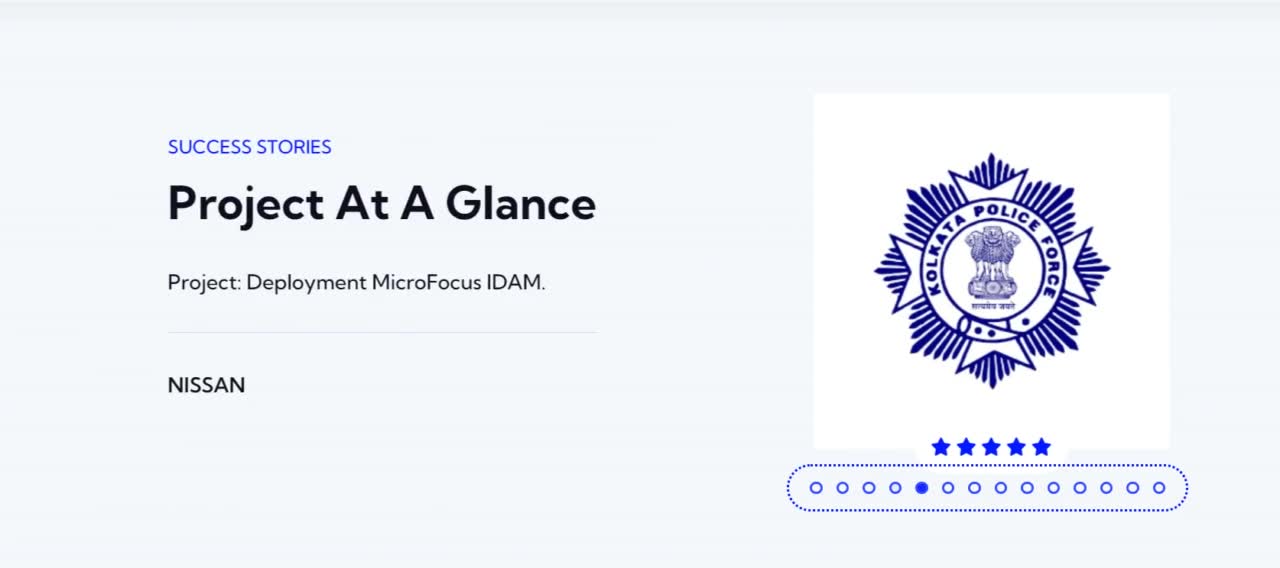 SUCCESS STORIES
Project At A Glance
Project: Deployment MicroFocus IDAM.
NISSAN
KOLKATA POLICE FORCE
सत्यमेव जयते